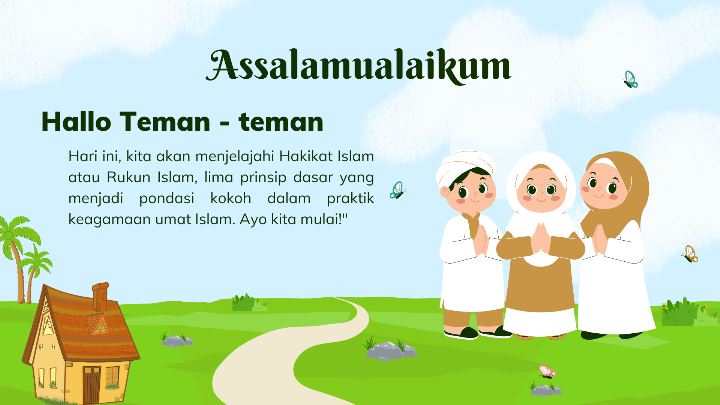 Assalamualaikum
Hallo Teman - teman
Hari ini, kita akan menjelajahi Hakikat Islam
atau Rukun Islam, lima prinsip dasar yang
menjadi pondasi kokoh dalam praktik
keagamaan umat Islam. Ayo kita mulai!"